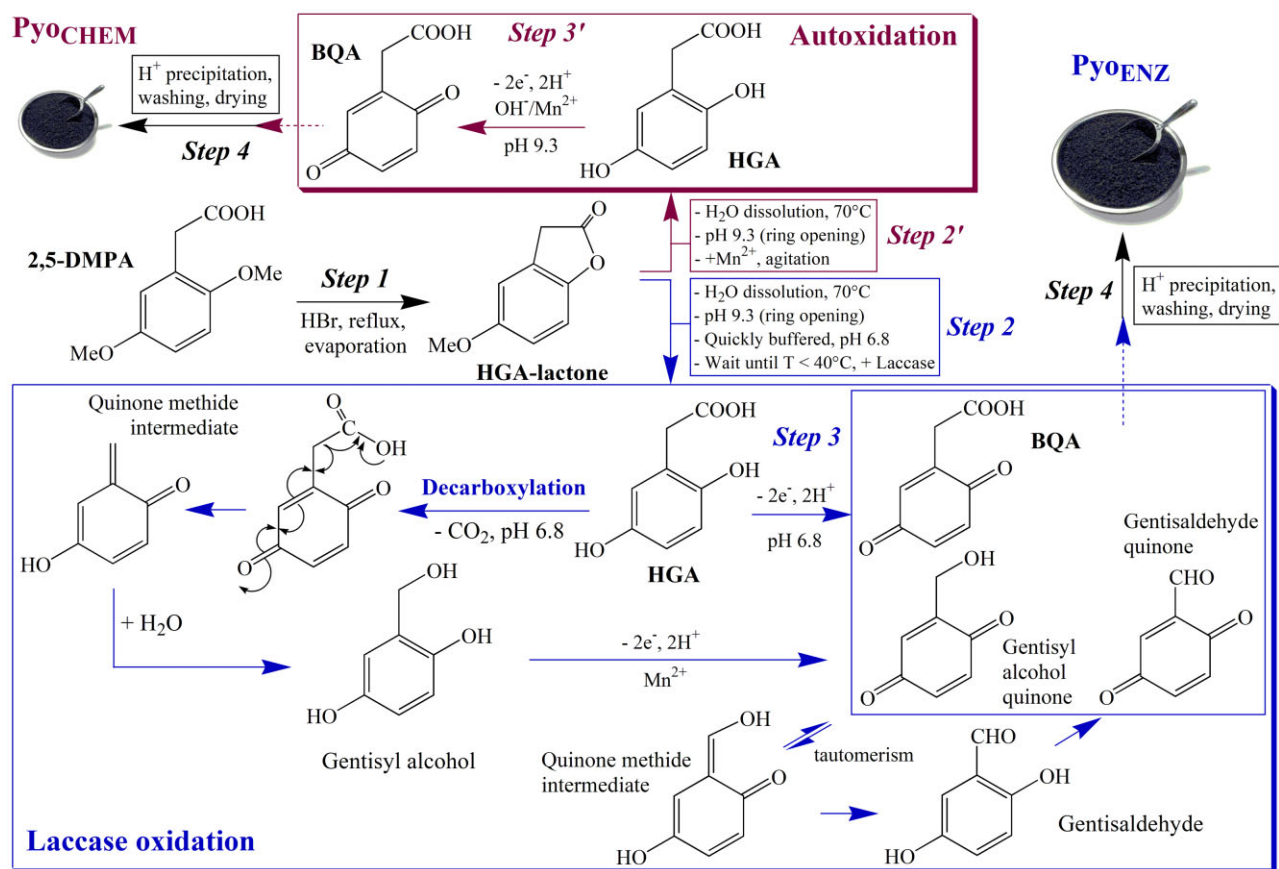 Pyo_CHEM
H⁺ precipitation,
washing, drying
Step 4
COOH
BQA
O
O
Step 3'
- 2e⁻, 2H⁺
OH⁻/Mn²⁺
pH 9.3
Autoxidation
COOH
OH
HO
HGA
Pyo_ENZ
COOH
2,5-DMPA
OMe
MeO
Step 1
HBr, reflux,
evaporation
O
O
MeO
HGA-lactone
- H₂O dissolution, 70°C
- pH 9.3 (ring opening)
- +Mn²⁺, agitation
Step 2'
- H₂O dissolution, 70°C
- pH 9.3 (ring opening)
- Quickly buffered, pH 6.8
- Wait until T < 40°C, + Laccase
Step 2
Step 4
H⁺ precipitation,
washing, drying
Quinone methide
intermediate
O
HO
O
C
OH
O
O
Decarboxylation
- CO₂, pH 6.8
COOH
OH
HO
HGA
Step 3
- 2e⁻, 2H⁺
pH 6.8
COOH
BQA
O
O
Gentisaldehyde
quinone
CHO
O
O
OH
O
O
Gentisyl
alcohol
quinone
+ H₂O
OH
OH
HO
Gentisyl alcohol
- 2e⁻, 2H⁺
Mn²⁺
OH
Quinone methide
intermediate
O
HO
tautomerism
CHO
OH
HO
Gentisaldehyde
Laccase oxidation